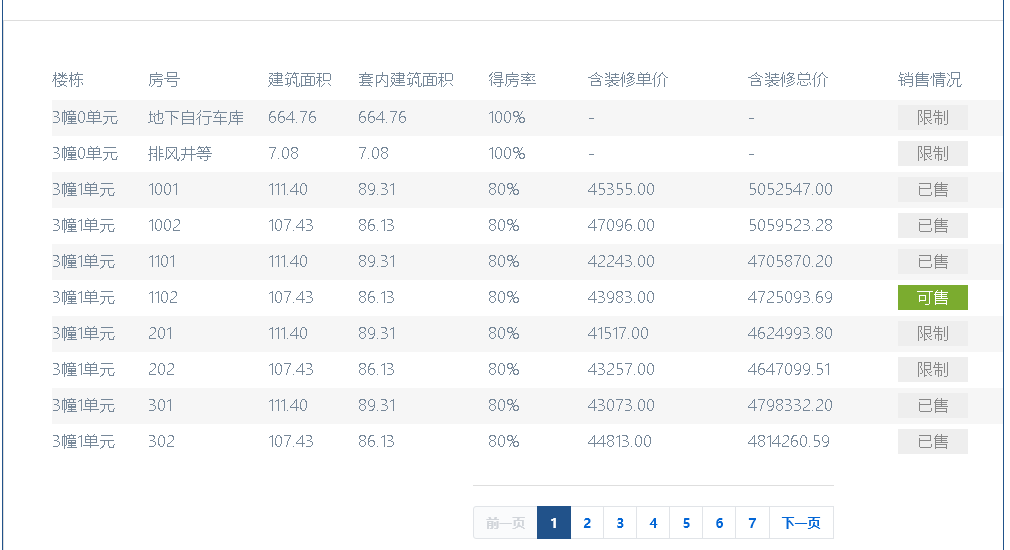 楼栋 房号 建筑面积 套内建筑面积 得房率 含装修单价 含装修总价 销售情况
3幢0单元 地下自行车库 664.76 664.76 100% - - 限制
3幢0单元 排风井等 7.08 7.08 100% - - 限制
3幢1单元 1001 111.40 89.31 80% 45355.00 5052547.00 已售
3幢1单元 1002 107.43 86.13 80% 47096.00 5059523.28 已售
3幢1单元 1101 111.40 89.31 80% 42243.00 4705870.20 已售
3幢1单元 1102 107.43 86.13 80% 43983.00 4725093.69 可售
3幢1单元 201 111.40 89.31 80% 41517.00 4624993.80 限制
3幢1单元 202 107.43 86.13 80% 43257.00 4647099.51 限制
3幢1单元 301 111.40 89.31 80% 43073.00 4798332.20 已售
3幢1单元 302 107.43 86.13 80% 44813.00 4814260.59 已售
前一页 1 2 3 4 5 6 7 下一页